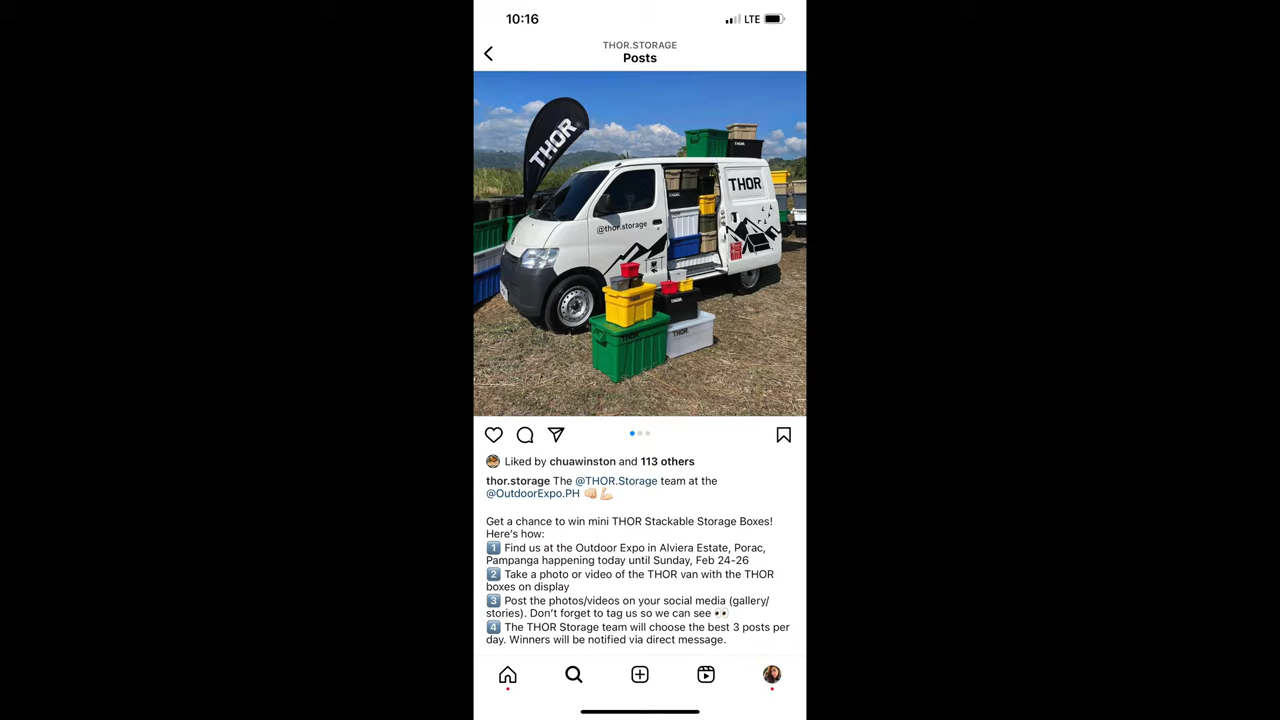 10:16
LTE
THOR.STORAGE
Posts
THOR
THOR
@thor.storage
THOR
THOR
Liked by chuawinston and 113 others
thor.storage The @THOR.Storage team at the
@OutdoorExpo.PH 👊🏻💪🏻
Get a chance to win mini THOR Stackable Storage Boxes!
Here's how:
1️⃣ Find us at the Outdoor Expo in Alviera Estate, Porac,
Pampanga happening today until Sunday, Feb 24-26
2️⃣ Take a photo or video of the THOR van with the THOR
boxes on display
3️⃣ Post the photos/videos on your social media (gallery/
stories). Don't forget to tag us so we can see 👀
4️⃣ The THOR Storage team will choose the best 3 posts per
day. Winners will be notified via direct message.